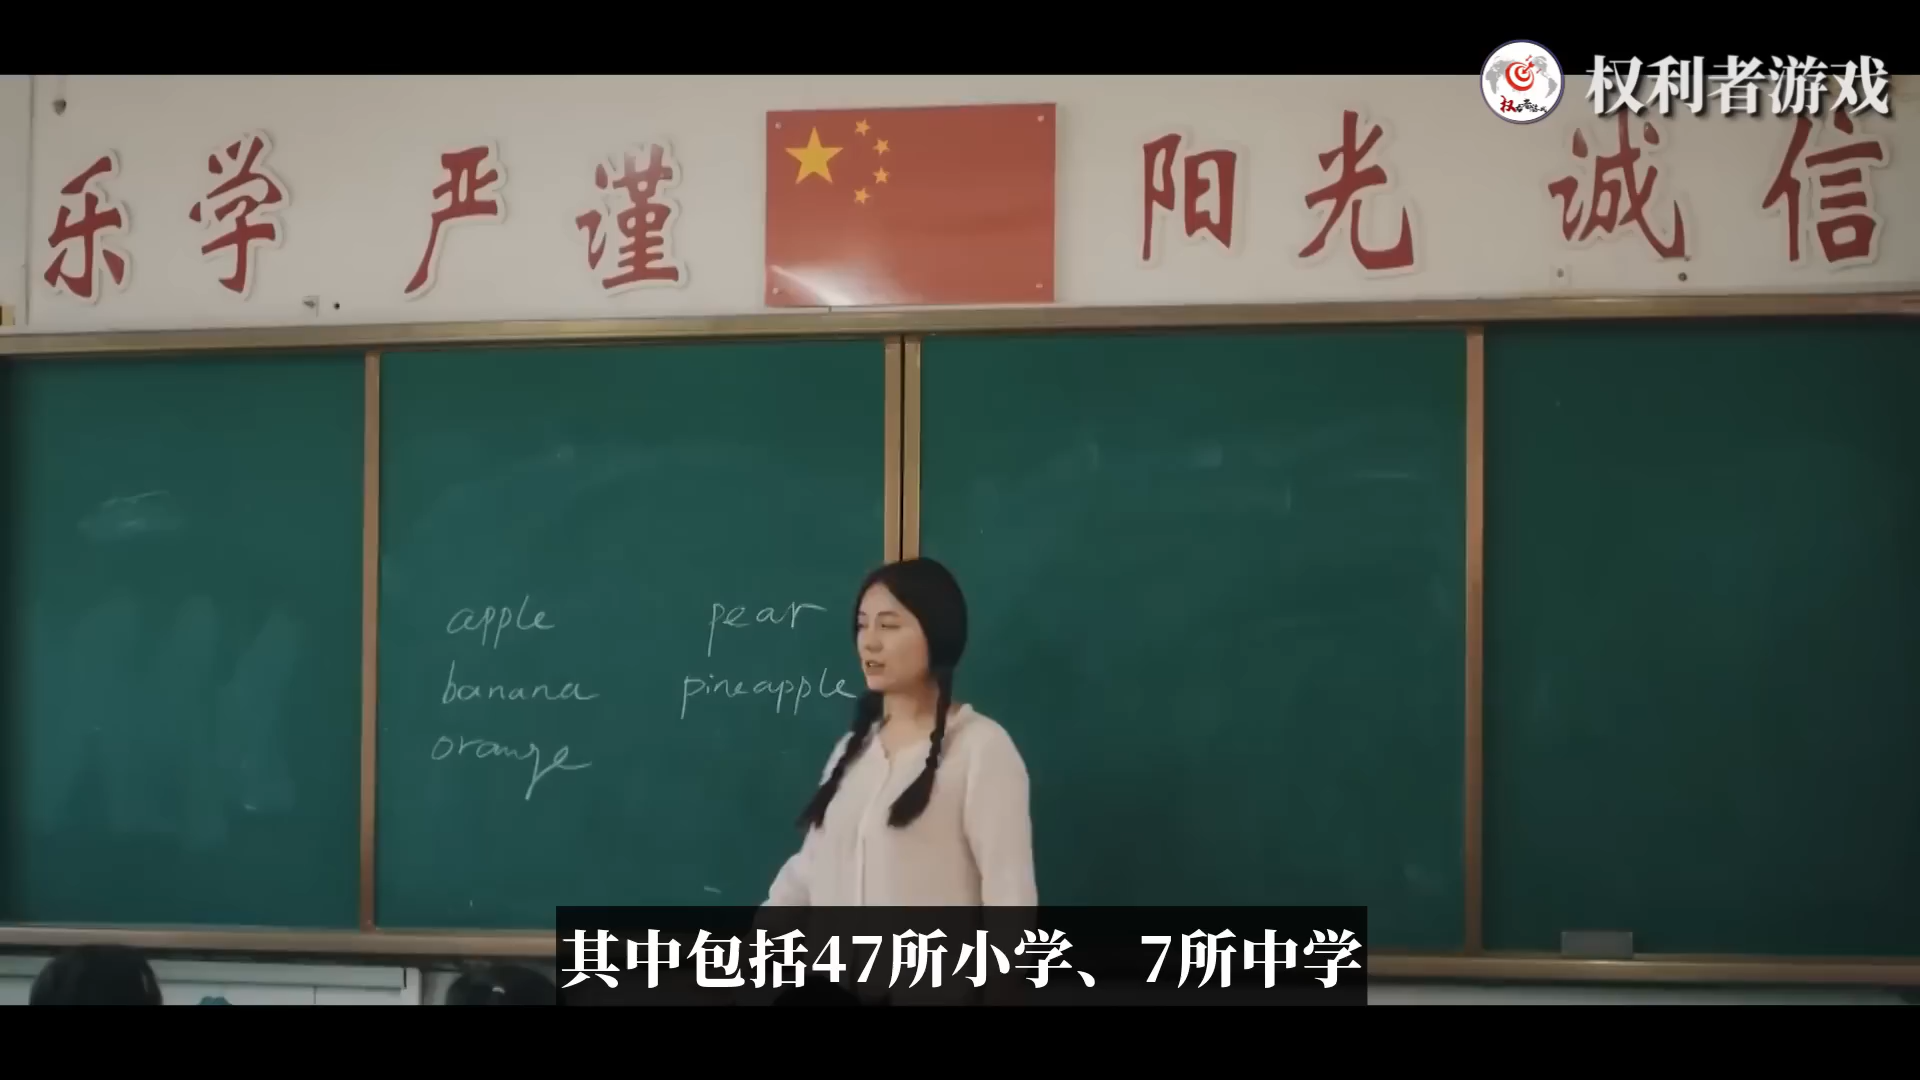 权利者游戏
乐学 严谨 阳光 诚信
apple pear
banana pineapple
orange
其中包括47所小学、7所中学